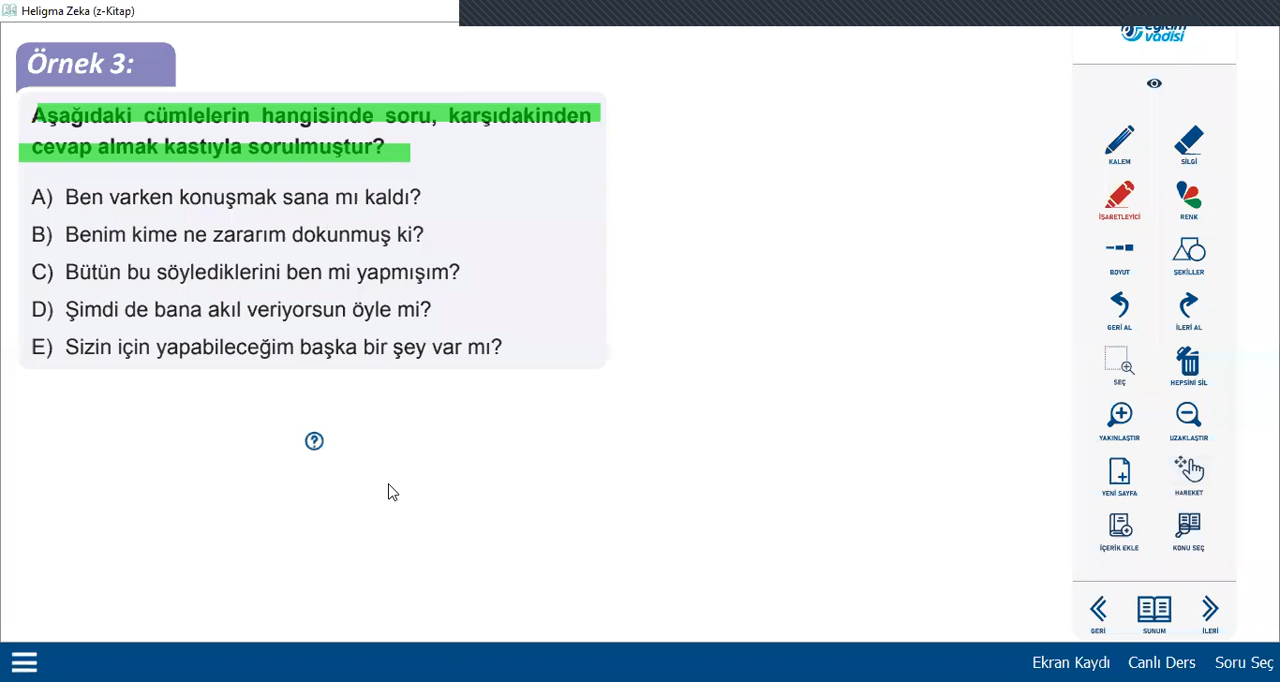 Heligma Zeka (z-Kitap)
eğitim
vadisi
Örnek 3:
Aşağıdaki cümlelerin hangisinde soru, karşıdakinden
cevap almak kastıyla sorulmuştur?
A) Ben varken konuşmak sana mı kaldı?
B) Benim kime ne zararım dokunmuş ki?
C) Bütün bu söylediklerini ben mi yapmışım?
D) Şimdi de bana akıl veriyorsun öyle mi?
E) Sizin için yapabileceğim başka bir şey var mı?
KALEM SİLGİ
İŞARETLEYİCİ RENK
BOYUT ŞEKİLLER
GERİ AL İLERİ AL
SEÇ HEPSİNİ SİL
YAKINLAŞTIR UZAKLAŞTIR
YENİ SAYFA HAREKET
İÇERİK EKLE KONU SEÇ
GERİ SUNUM İLERİ
Ekran Kaydı Canlı Ders Soru Seç